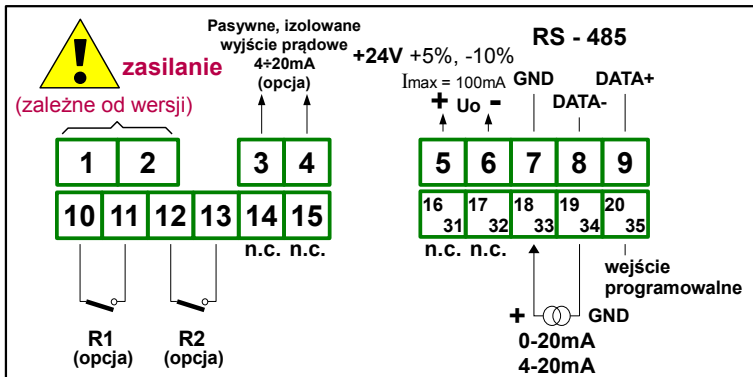 Pasywne, izolowane
wyjście prądowe
4÷20mA
(opcja)
zasilanie
(zależne od wersji)
+24V +5%, -10%
Imax = 100mA
+ Uo -
RS - 485
GND
DATA-
DATA+
1 2 3 4
5 6 7 8 9
10 11 12 13 14 15
16 31 17 32 18 33 19 34 20 35
n.c. n.c.
n.c. n.c.
wejście
programowalne
R1
(opcja)
R2
(opcja)
+ GND
0-20mA
4-20mA